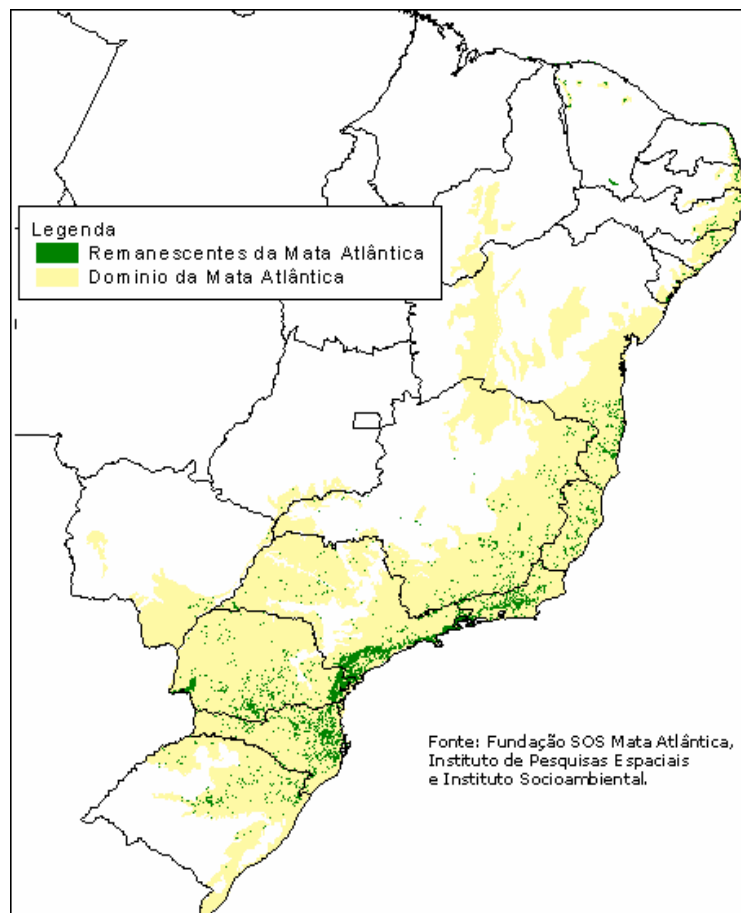 Legenda
Remanescentes da Mata Atlântica
Dominio da Mata Atlântica
Fonte: Fundação SOS Mata Atlântica,
Instituto de Pesquisas Espaciais
e Instituto Socioambiental.